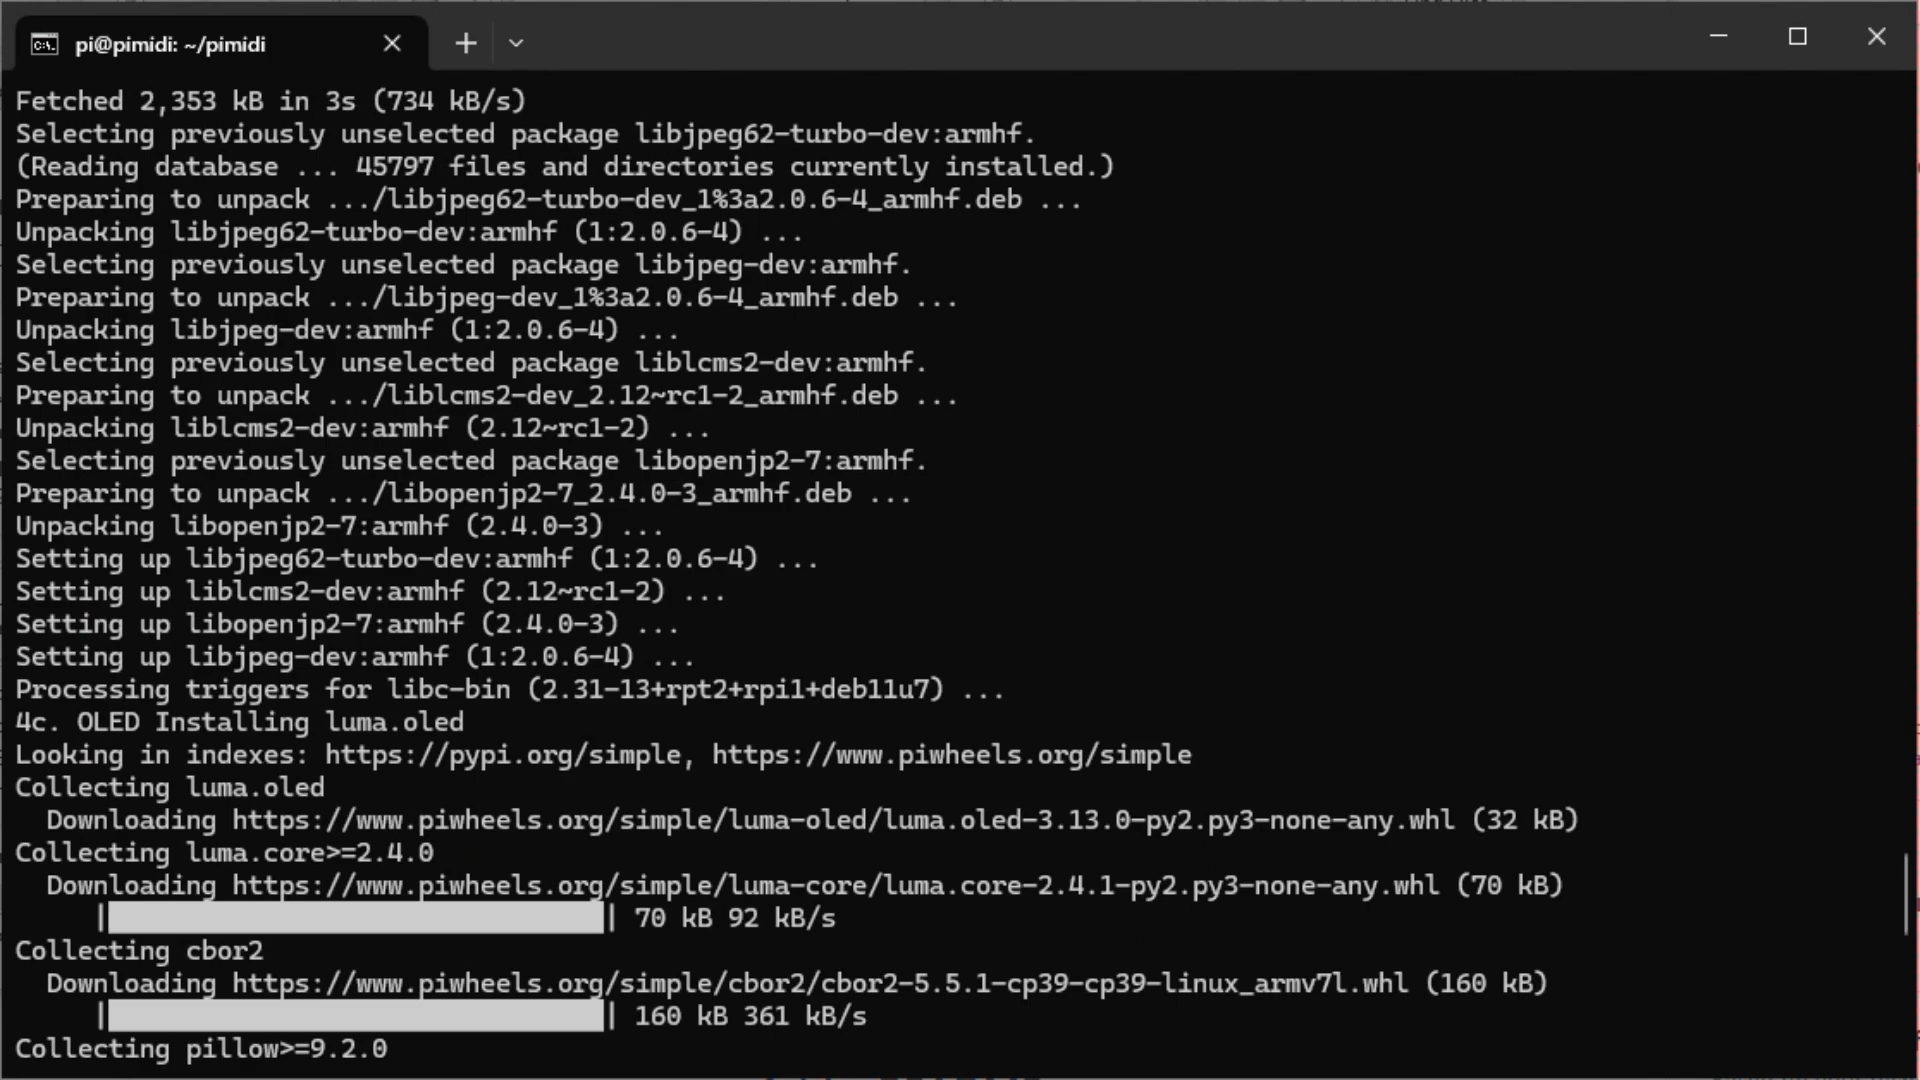 pi@pimidi: ~/pimidi
Fetched 2,353 kB in 3s (734 kB/s)
Selecting previously unselected package libjpeg62-turbo-dev:armhf.
(Reading database ... 45797 files and directories currently installed.)
Preparing to unpack .../libjpeg62-turbo-dev_1%3a2.0.6-4_armhf.deb ...
Unpacking libjpeg62-turbo-dev:armhf (1:2.0.6-4) ...
Selecting previously unselected package libjpeg-dev:armhf.
Preparing to unpack .../libjpeg-dev_1%3a2.0.6-4_armhf.deb ...
Unpacking libjpeg-dev:armhf (1:2.0.6-4) ...
Selecting previously unselected package liblcms2-dev:armhf.
Preparing to unpack .../liblcms2-dev_2.12~rc1-2_armhf.deb ...
Unpacking liblcms2-dev:armhf (2.12~rc1-2) ...
Selecting previously unselected package libopenjp2-7:armhf.
Preparing to unpack .../libopenjp2-7_2.4.0-3_armhf.deb ...
Unpacking libopenjp2-7:armhf (2.4.0-3) ...
Setting up libjpeg62-turbo-dev:armhf (1:2.0.6-4) ...
Setting up liblcms2-dev:armhf (2.12~rc1-2) ...
Setting up libopenjp2-7:armhf (2.4.0-3) ...
Setting up libjpeg-dev:armhf (1:2.0.6-4) ...
Processing triggers for libc-bin (2.31-13+rpt2+rpi1+deb11u7) ...
4c. OLED Installing luma.oled
Looking in indexes: https://pypi.org/simple, https://www.piwheels.org/simple
Collecting luma.oled
  Downloading https://www.piwheels.org/simple/luma-oled/luma.oled-3.13.0-py2.py3-none-any.whl (32 kB)
Collecting luma.core>=2.4.0
  Downloading https://www.piwheels.org/simple/luma-core/luma.core-2.4.1-py2.py3-none-any.whl (70 kB)
| | 70 kB 92 kB/s
Collecting cbor2
  Downloading https://www.piwheels.org/simple/cbor2/cbor2-5.5.1-cp39-cp39-linux_armv7l.whl (160 kB)
| | 160 kB 361 kB/s
Collecting pillow>=9.2.0